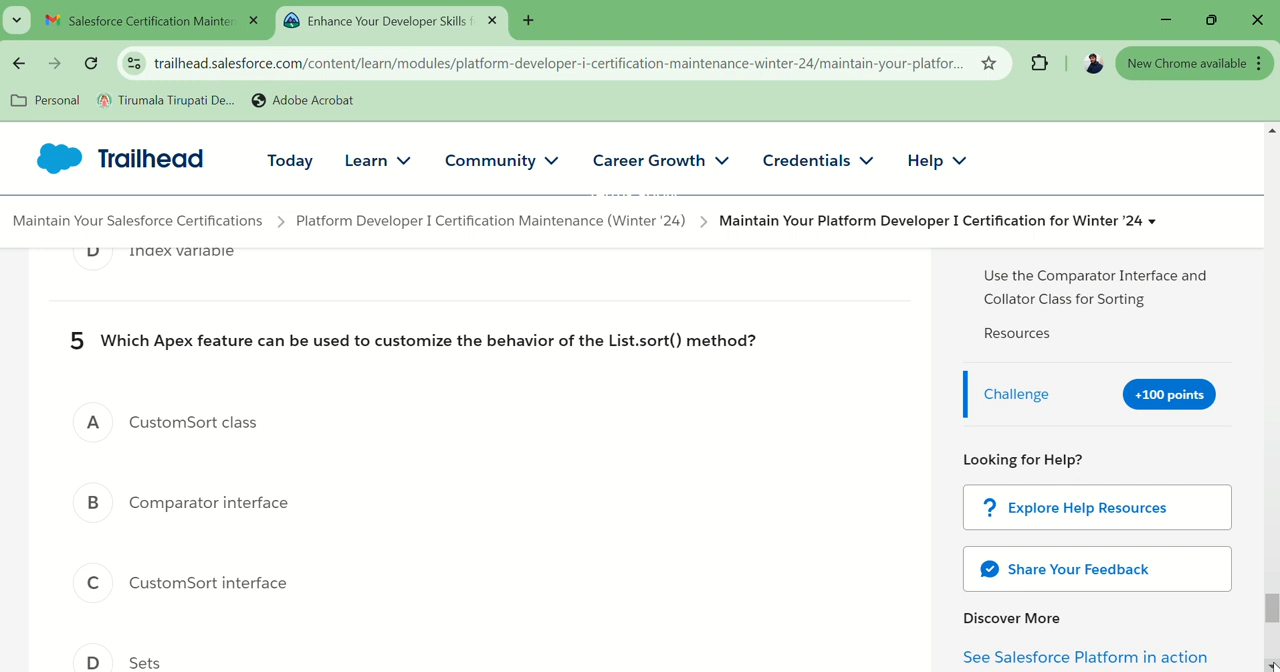 Salesforce Certification Mainten
Enhance Your Developer Skills f
trailhead.salesforce.com/content/learn/modules/platform-developer-i-certification-maintenance-winter-24/maintain-your-platfor...
New Chrome available
Personal
Tirumala Tirupati De...
Adobe Acrobat
Trailhead
Today
Learn
Community
Career Growth
Credentials
Help
Maintain Your Salesforce Certifications
Platform Developer I Certification Maintenance (Winter '24)
Maintain Your Platform Developer I Certification for Winter ’24
D Index variable
5 Which Apex feature can be used to customize the behavior of the List.sort() method?
A CustomSort class
B Comparator interface
C CustomSort interface
D Sets
Use the Comparator Interface and
Collator Class for Sorting
Resources
Challenge
+100 points
Looking for Help?
? Explore Help Resources
Share Your Feedback
Discover More
See Salesforce Platform in action